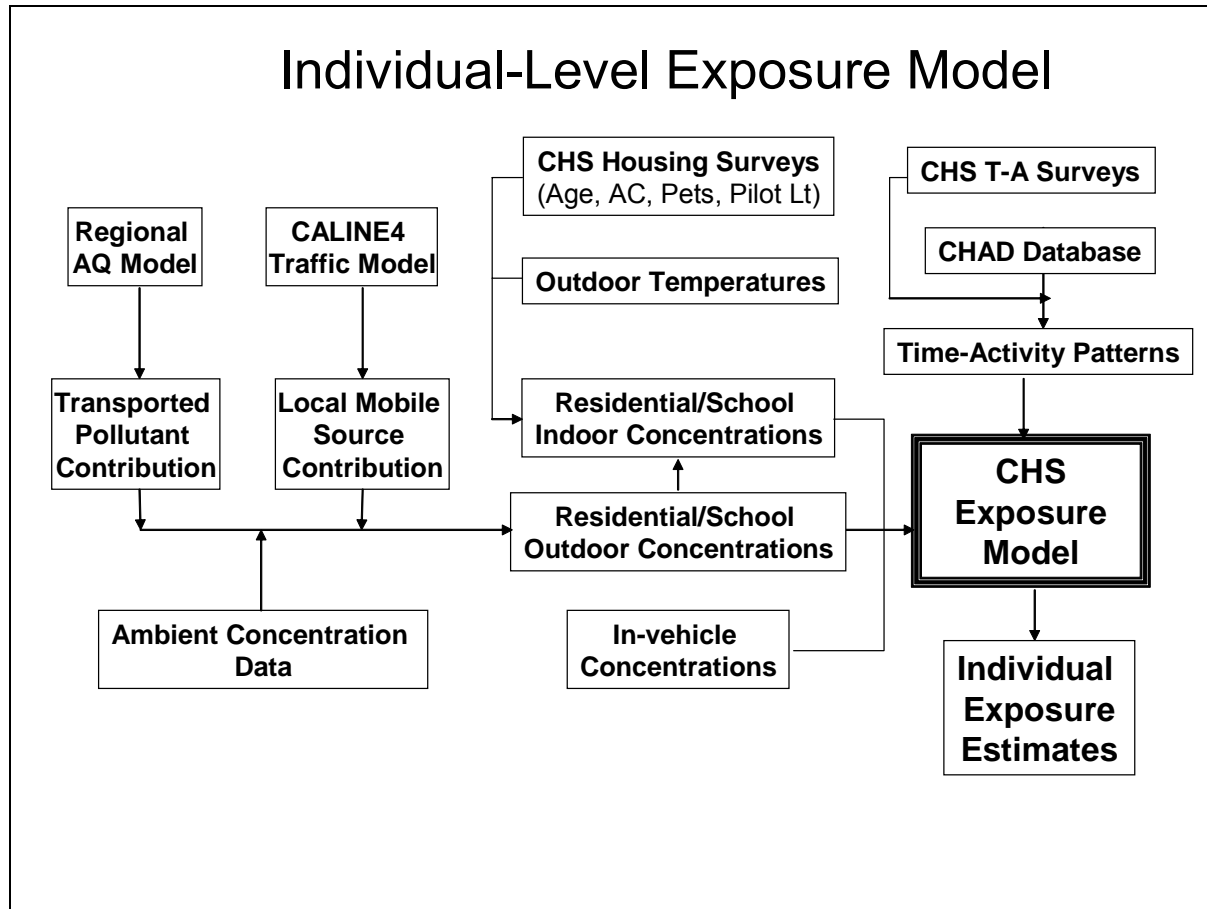 Individual-Level Exposure Model
CHS Housing Surveys
(Age, AC, Pets, Pilot Lt)
CHS T-A Surveys
Regional
AQ Model
CALINE4
Traffic Model
CHAD Database
Outdoor Temperatures
Time-Activity Patterns
Transported
Pollutant
Contribution
Local Mobile
Source
Contribution
Residential/School
Indoor Concentrations
CHS
Exposure
Model
Residential/School
Outdoor Concentrations
Ambient Concentration
Data
In-vehicle
Concentrations
Individual
Exposure
Estimates